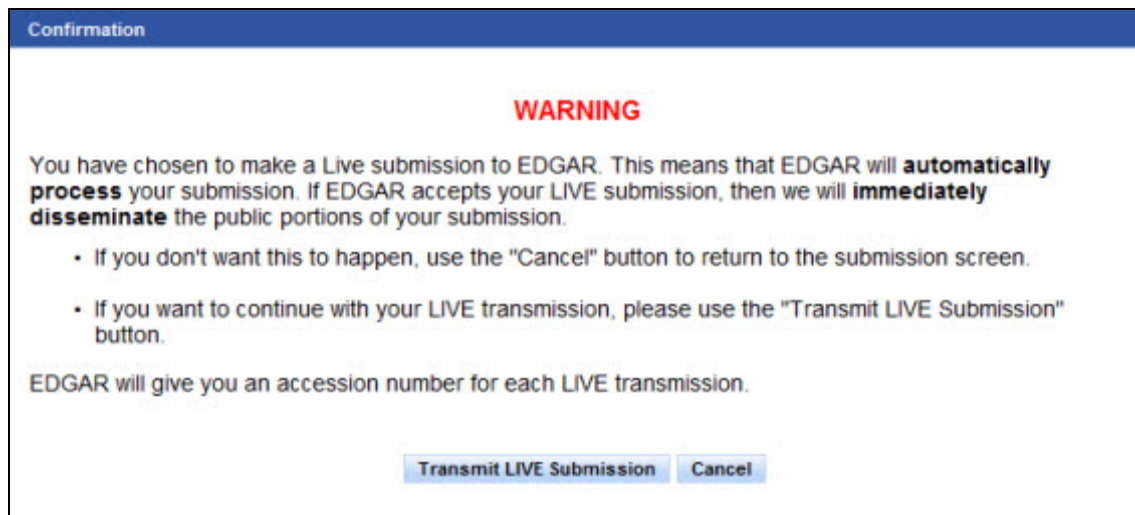 Confirmation
WARNING
You have chosen to make a Live submission to EDGAR. This means that EDGAR will automatically
process your submission. If EDGAR accepts your LIVE submission, then we will immediately
disseminate the public portions of your submission.
• If you don't want this to happen, use the "Cancel" button to return to the submission screen.
• If you want to continue with your LIVE transmission, please use the "Transmit LIVE Submission"
button.
EDGAR will give you an accession number for each LIVE transmission.
Transmit LIVE Submission Cancel